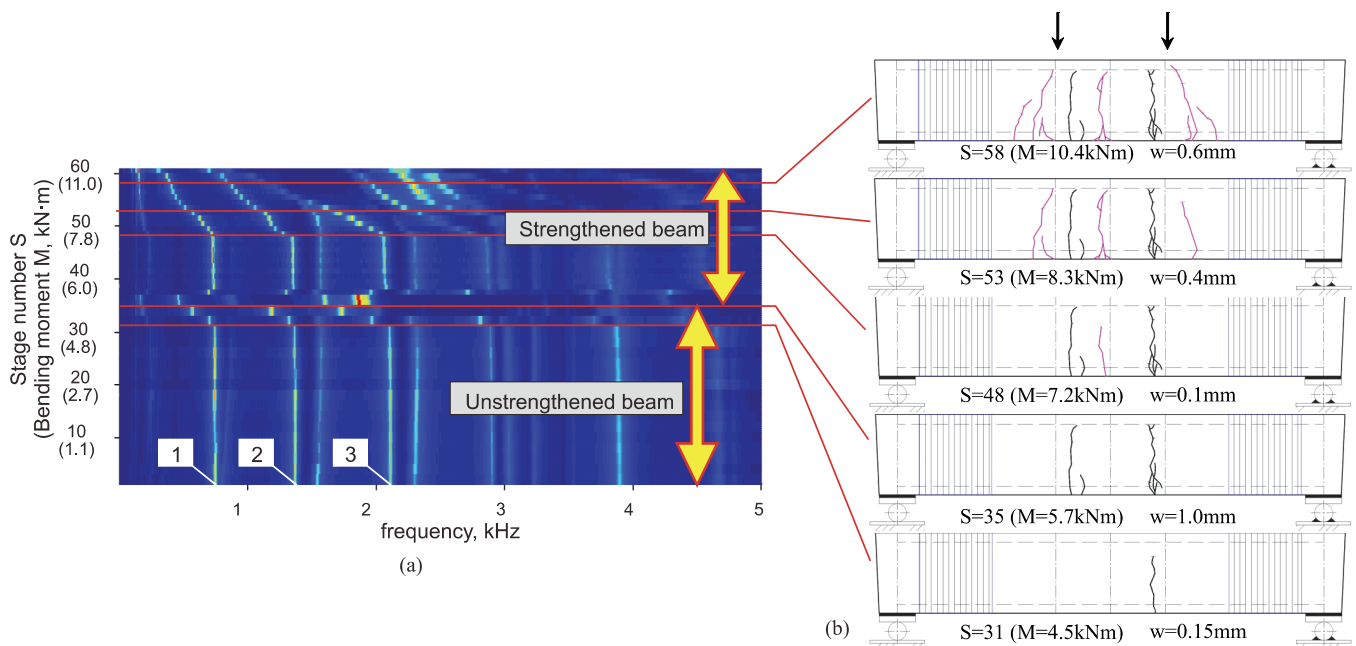 S=58 (M=10.4kNm) w=0.6mm
60
(11.0)
50
(7.8)
40
(6.0)
30
(4.8)
20
(2.7)
10
(1.1)
Stage number S
(Bending moment M, kN·m)
Strengthened beam
Unstrengthened beam
1
2
3
1 2 3 4 5
frequency, kHz
(a)
S=53 (M=8.3kNm) w=0.4mm
S=48 (M=7.2kNm) w=0.1mm
S=35 (M=5.7kNm) w=1.0mm
S=31 (M=4.5kNm) w=0.15mm
(b)